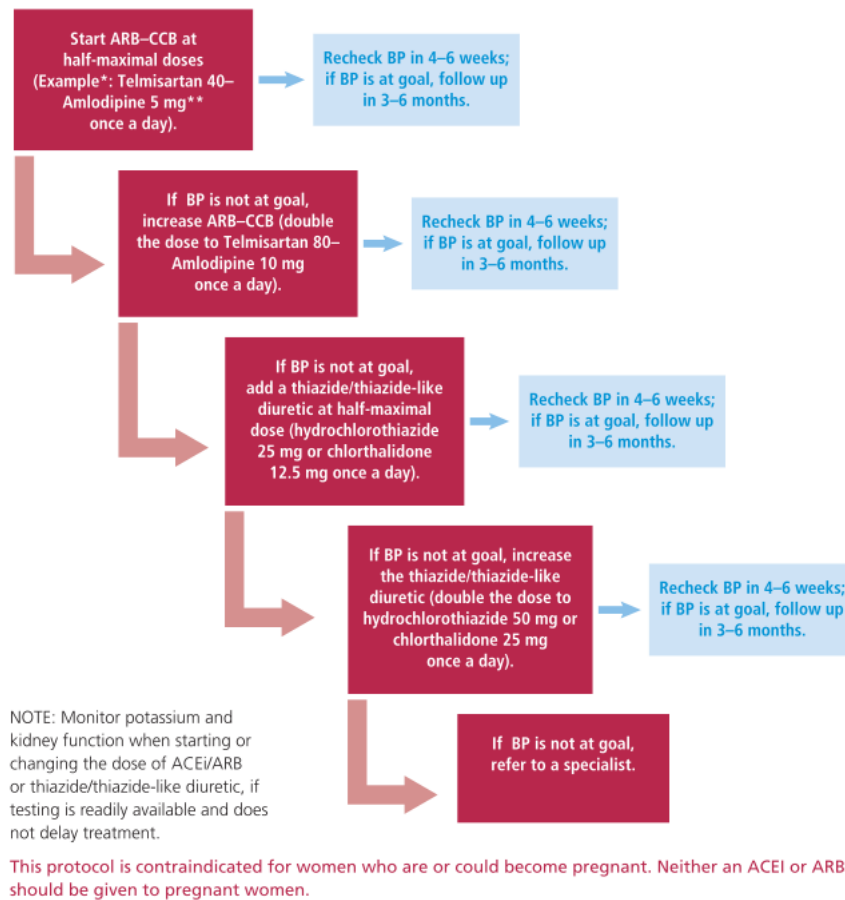 Start ARB–CCB at
half-maximal doses
(Example*: Telmisartan 40–
Amlodipine 5 mg**
once a day).
Recheck BP in 4–6 weeks;
if BP is at goal, follow up
in 3–6 months.
If BP is not at goal,
increase ARB–CCB (double
the dose to Telmisartan 80–
Amlodipine 10 mg
once a day).
Recheck BP in 4–6 weeks;
if BP is at goal, follow up
in 3–6 months.
If BP is not at goal,
add a thiazide/thiazide-like
diuretic at half-maximal
dose (hydrochlorothiazide
25 mg or chlorthalidone
12.5 mg once a day).
Recheck BP in 4–6 weeks;
if BP is at goal, follow up
in 3–6 months.
If BP is not at goal, increase
the thiazide/thiazide-like
diuretic (double the dose to
hydrochlorothiazide 50 mg or
chlorthalidone 25 mg
once a day).
Recheck BP in 4–6 weeks;
if BP is at goal, follow up
in 3–6 months.
If BP is not at goal,
refer to a specialist.
NOTE: Monitor potassium and
kidney function when starting or
changing the dose of ACEi/ARB
or thiazide/thiazide-like diuretic, if
testing is readily available and does
not delay treatment.
This protocol is contraindicated for women who are or could become pregnant. Neither an ACEI or ARB
should be given to pregnant women.